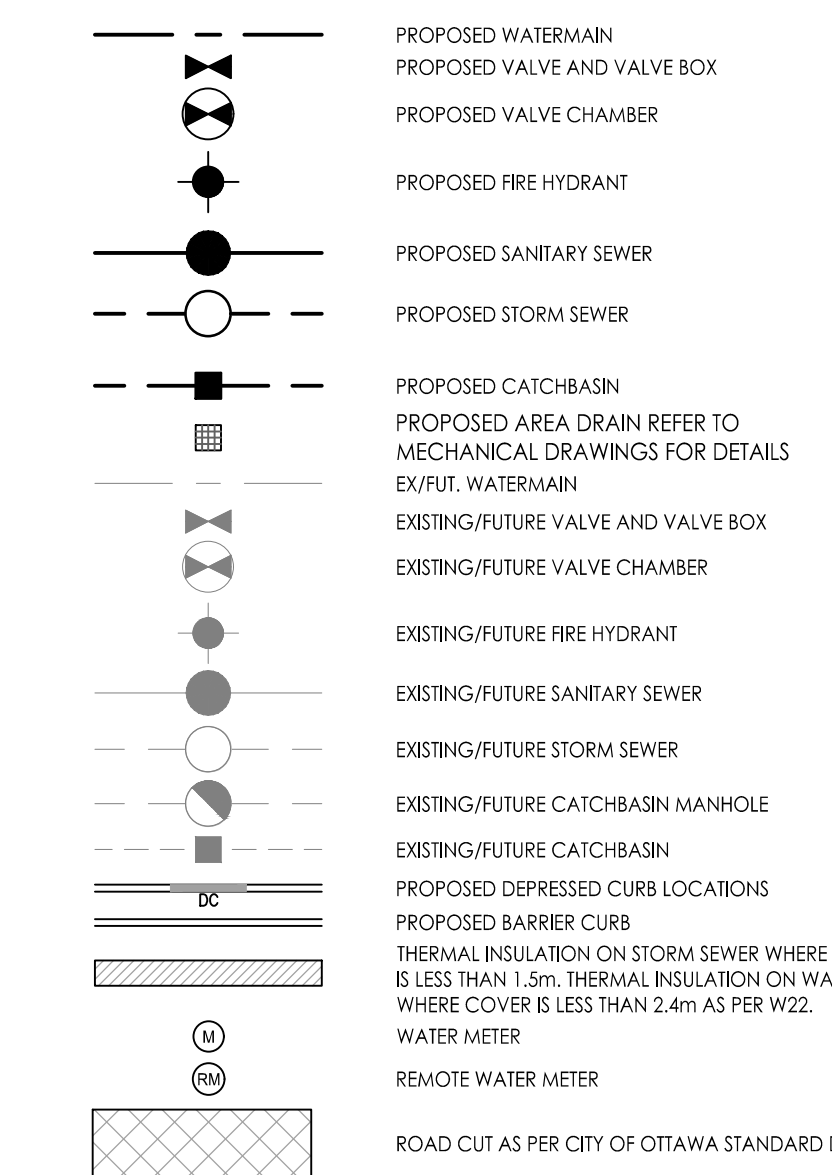 PROPOSED WATERMAIN
PROPOSED VALVE AND VALVE BOX
PROPOSED VALVE CHAMBER
PROPOSED FIRE HYDRANT
PROPOSED SANITARY SEWER
PROPOSED STORM SEWER
PROPOSED CATCHBASIN
PROPOSED AREA DRAIN REFER TO
MECHANICAL DRAWINGS FOR DETAILS
EX/FUT. WATERMAIN
EXISTING/FUTURE VALVE AND VALVE BOX
EXISTING/FUTURE VALVE CHAMBER
EXISTING/FUTURE FIRE HYDRANT
EXISTING/FUTURE SANITARY SEWER
EXISTING/FUTURE STORM SEWER
EXISTING/FUTURE CATCHBASIN MANHOLE
EXISTING/FUTURE CATCHBASIN
PROPOSED DEPRESSED CURB LOCATIONS
DC
PROPOSED BARRIER CURB
THERMAL INSULATION ON STORM SEWER WHERE
IS LESS THAN 1.5m. THERMAL INSULATION ON
WHERE COVER IS LESS THAN 2.4m AS PER W22.
M WATER METER
RM REMOTE WATER METER
ROAD CUT AS PER CITY OF OTTAWA STANDARD